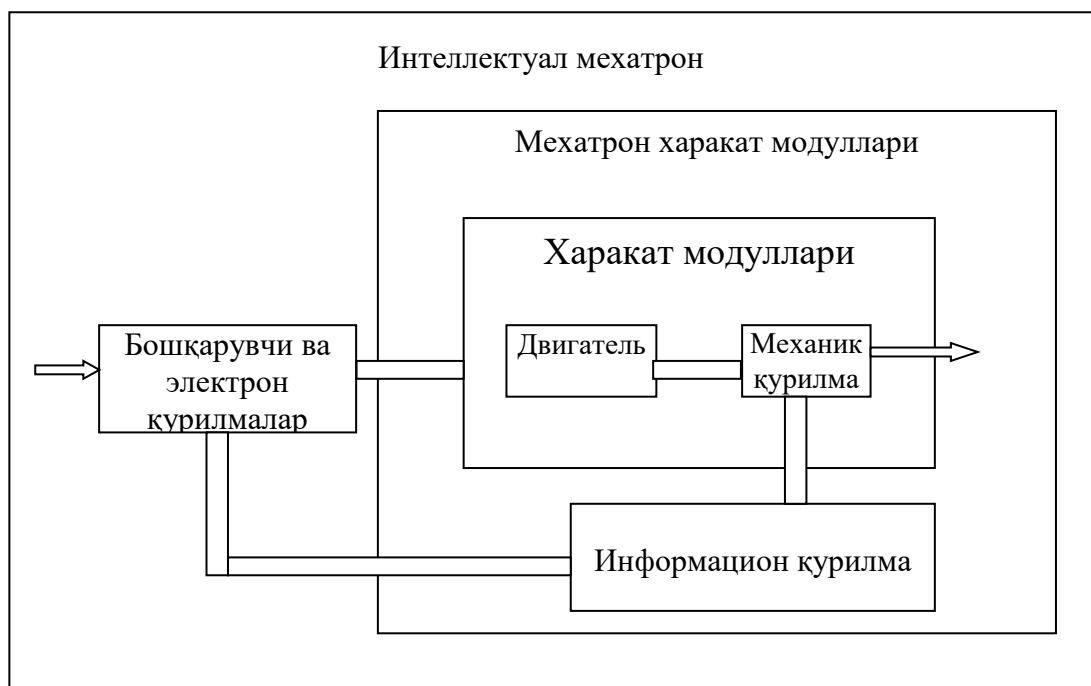 Интеллектуал мехатрон
Мехатрон харакат модуллари
Харакат модуллари
Бошқарувчи ва
электрон
қурилмалар
Двигатель
Механик
қурилма
Информацион қурилма